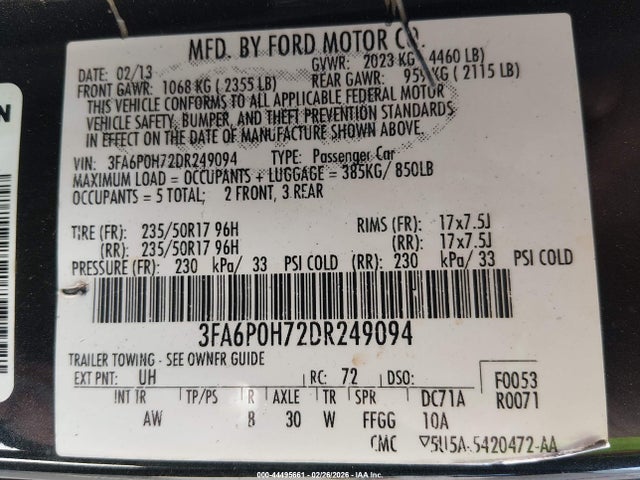 MFD. BY FORD MOTOR CO.
DATE: 02/13 GVWR: 2023 KG ( 4460 LB)
FRONT GAWR: 1068 KG ( 2355 LB) REAR GAWR: 959 KG ( 2115 LB)
THIS VEHICLE CONFORMS TO ALL APPLICABLE FEDERAL MOTOR
VEHICLE SAFETY, BUMPER, AND THEFT PREVENTION STANDARDS
IN EFFECT ON THE DATE OF MANUFACTURE SHOWN ABOVE.
VIN: 3FA6P0H72DR249094 TYPE: Passenger Car
MAXIMUM LOAD = OCCUPANTS + LUGGAGE = 385KG/ 850LB
OCCUPANTS = 5 TOTAL; 2 FRONT, 3 REAR
TIRE (FR): 235/50R17 96H RIMS (FR): 17x7.5J
(RR): 235/50R17 96H (RR): 17x7.5J
PRESSURE (FR): 230 kPa/ 33 PSI COLD (RR): 230 kPa/ 33 PSI COLD
3FA6P0H72DR249094
TRAILER TOWING - SEE OWNER GUIDE
EXT PNT: UH RC: 72 DSO: F0053
INT TR TP/PS R AXLE TR SPR DC71A R0071
AW B 30 W FFGG 10A
CMC 5U5A-5420472-AA
N
000-44495661 - 02/26/2026 - IAA Inc.